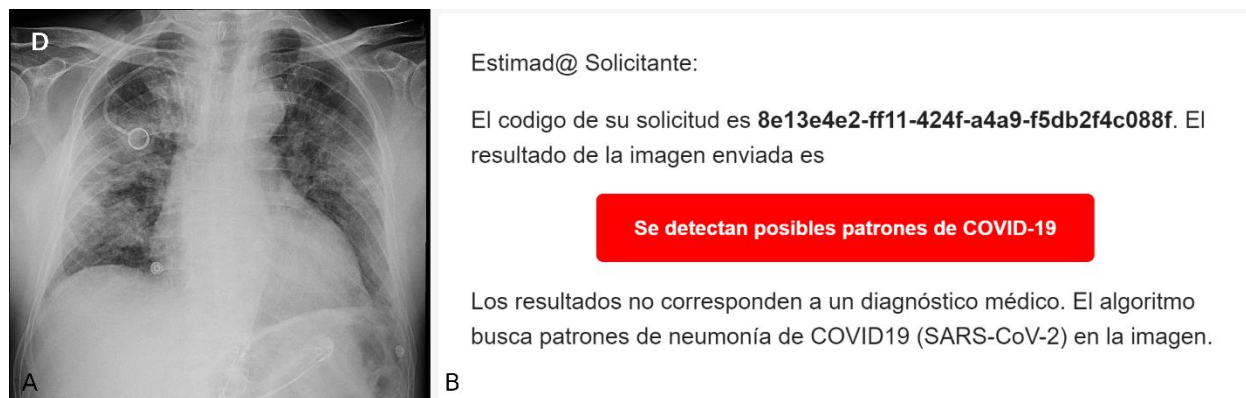 D
A
Estimad@ Solicitante:
El codigo de su solicitud es 8e13e4e2-ff11-424f-a4a9-f5db2f4c088f. El
resultado de la imagen enviada es
Se detectan posibles patrones de COVID-19
Los resultados no corresponden a un diagnóstico médico. El algoritmo
busca patrones de neumonía de COVID19 (SARS-CoV-2) en la imagen.
B